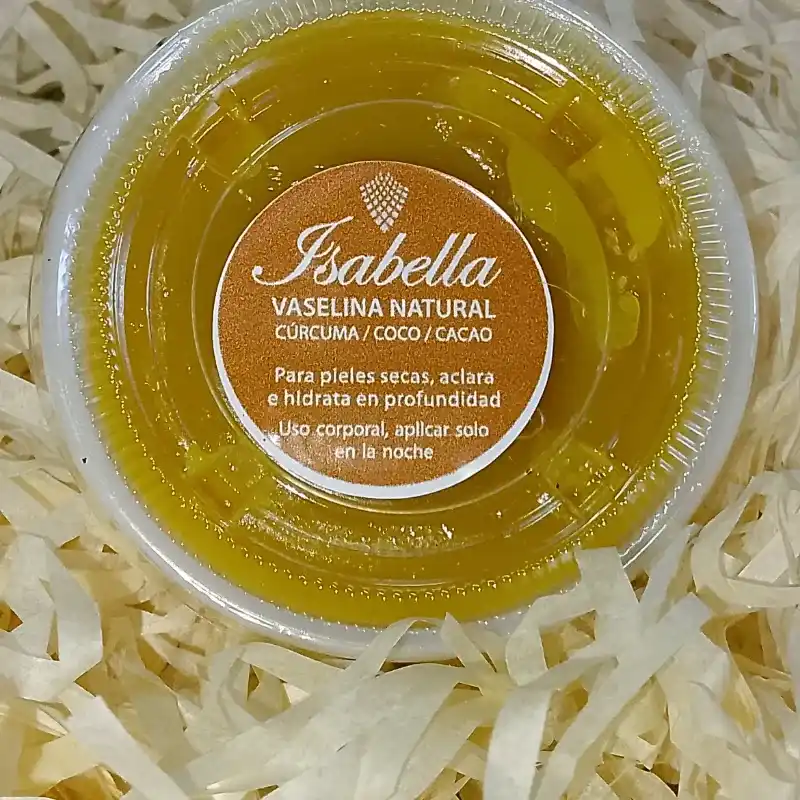 Isabella
VASELINA NATURAL
CÚRCUMA / COCO / CACAO
Para pieles secas, aclara
e hidrata en profundidad
Uso corporal, aplicar solo
en la noche